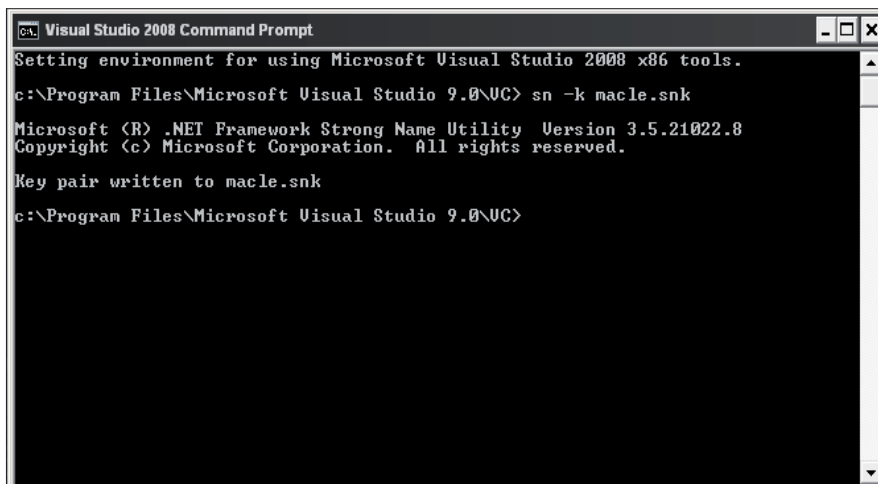 Visual Studio 2008 Command Prompt
Setting environment for using Microsoft Visual Studio 2008 x86 tools.
c:\Program Files\Microsoft Visual Studio 9.0\VC> sn -k macle.snk
Microsoft (R) .NET Framework Strong Name Utility  Version 3.5.21022.8
Copyright (c) Microsoft Corporation.  All rights reserved.
Key pair written to macle.snk
c:\Program Files\Microsoft Visual Studio 9.0\VC>